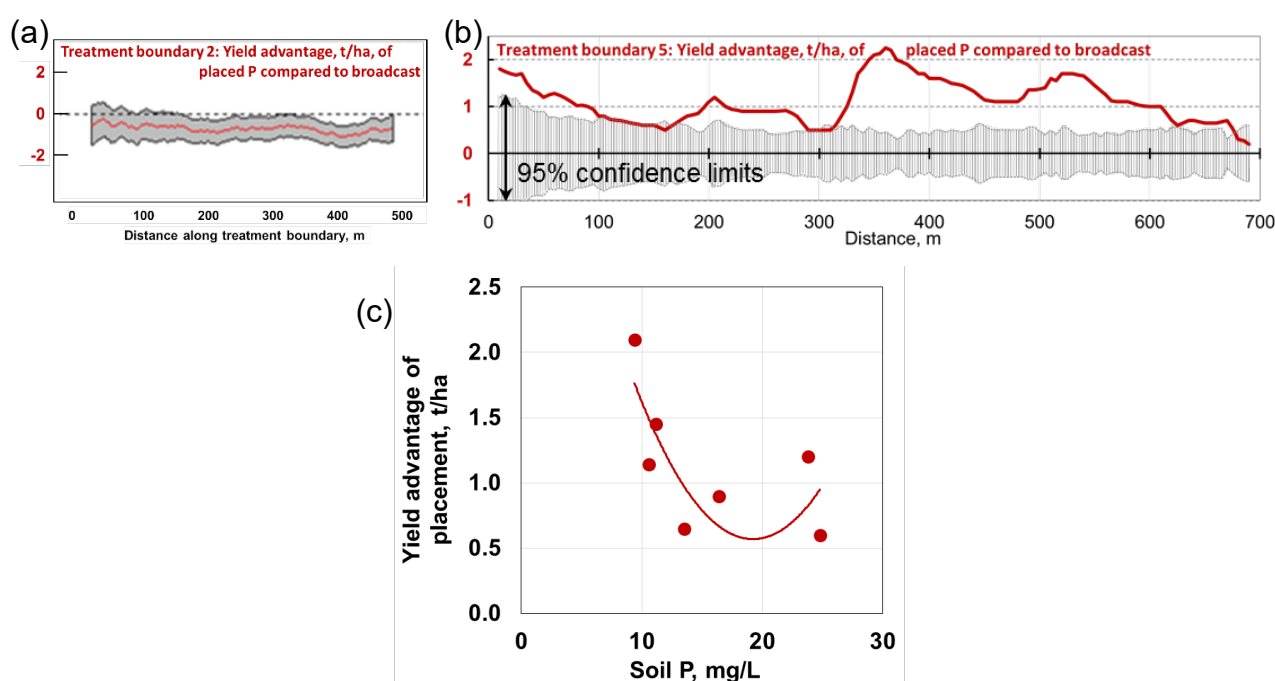 (a)
Treatment boundary 2: Yield advantage, t/ha, of
placed P compared to broadcast
2
0
-2
0 100 200 300 400 500
Distance along treatment boundary, m
(b)
Treatment boundary 5: Yield advantage, t/ha, of placed P compared to broadcast
2
1
0
-1
95% confidence limits
0 100 200 300 400 500 600 700
Distance, m
(c)
Yield advantage of
placement, t/ha
2.5
2.0
1.5
1.0
0.5
0.0
0 10 20 30
Soil P, mg/L